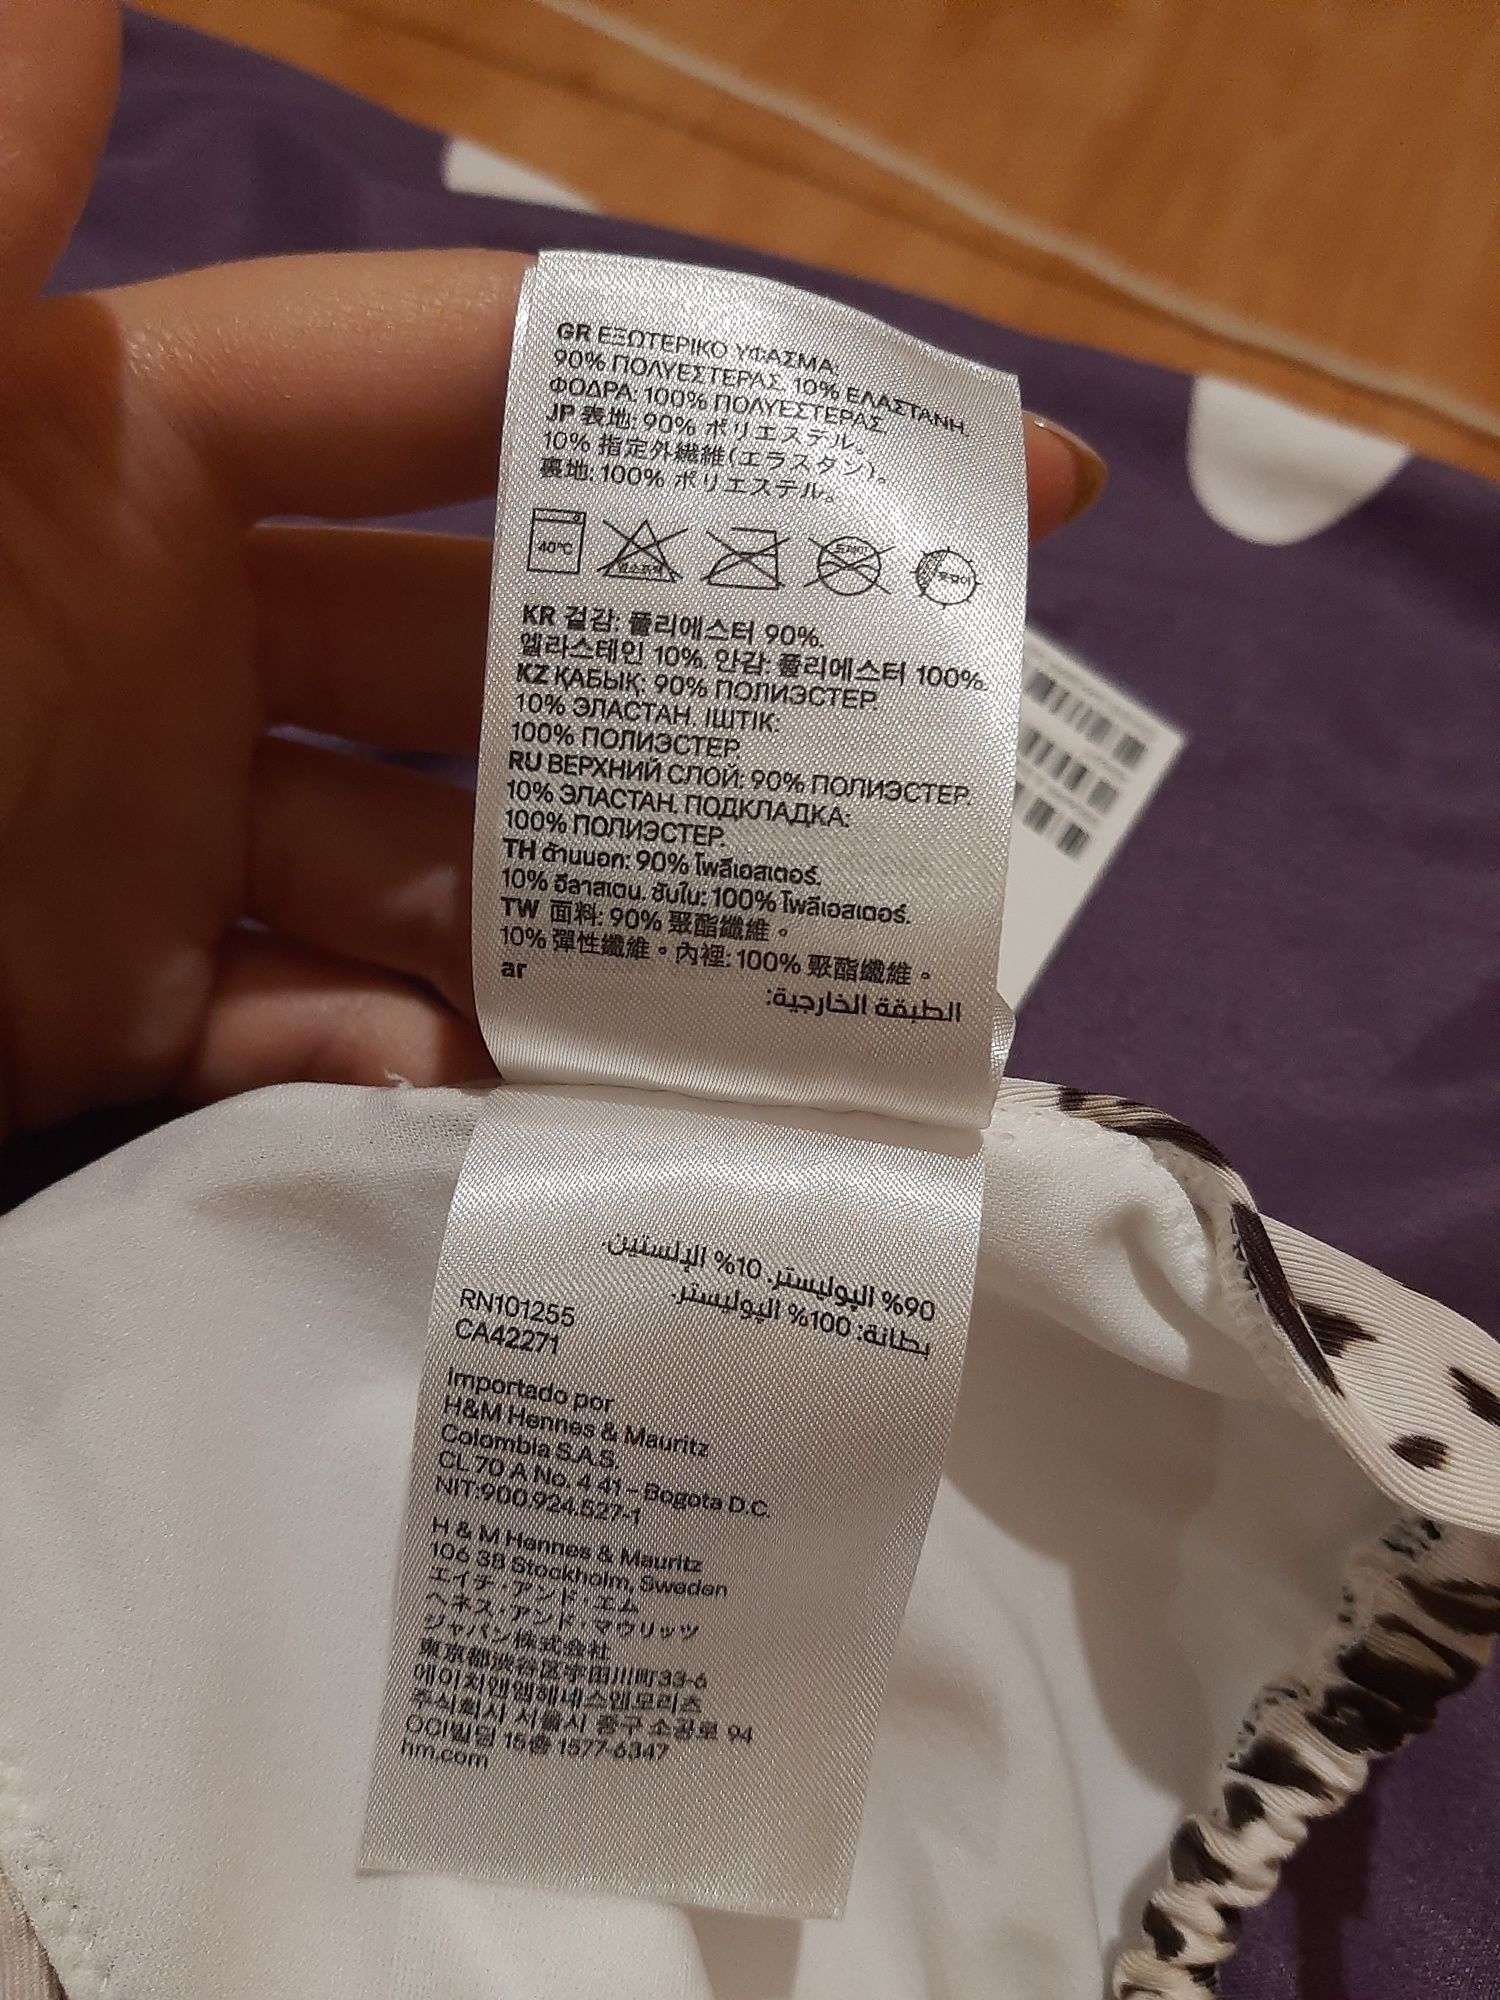 GR ΕΞΩΤΕΡΙΚΟ ΥΦΑΣΜΑ:
90% ΠΟΛΥΕΣΤΕΡΑΣ, 10% ΕΛΑΣΤΑΝΗ.
ΦΟΔΡΑ: 100% ΠΟΛΥΕΣΤΕΡΑΣ.
JP 表地: 90% ポリエステル。
10% 指定外繊維(エラスタン)。
裏地: 100% ポリエステル。
40℃
KR 겉감: 폴리에스터 90%.
엘라스테인 10%. 안감: 폴리에스터 100%.
KZ ҚАБЫҚ: 90% ПОЛИЭСТЕР.
10% ЭЛАСТАН. ІШТІК:
100% ПОЛИЭСТЕР.
RU ВЕРХНИЙ СЛОЙ: 90% ПОЛИЭСТЕР.
10% ЭЛАСТАН. ПОДКЛАДКА:
100% ПОЛИЭСТЕР.
TH ด้านนอก: 90% โพลีเอสเตอร์.
10% อีลาสเตน. ซับใน: 100% โพลีเอสเตอร์.
TW 面料: 90% 聚酯纖維。
10% 彈性纖維。內裡: 100% 聚酯纖維。
ar
الطبقة الخارجية:
90% البوليستر. 10% الإلستين.
بطانة: 100% البوليستر.
RN101255
CA42271
Importado por
H&M Hennes & Mauritz
Colombia S.A.S.
CL 70 A No. 4 41 – Bogota D.C.
NIT:900.924.527-1
H & M Hennes & Mauritz
106 38 Stockholm, Sweden
エイチ・アンド・エム
ヘネス・アンド・マウリッツ
ジャパン株式会社
東京都渋谷区宇田川町33-6
에이치앤엠헤네스앤모리츠
주식회사 서울시 중구 소공로 94
OCI빌딩 15층 1577-6347
hm.com